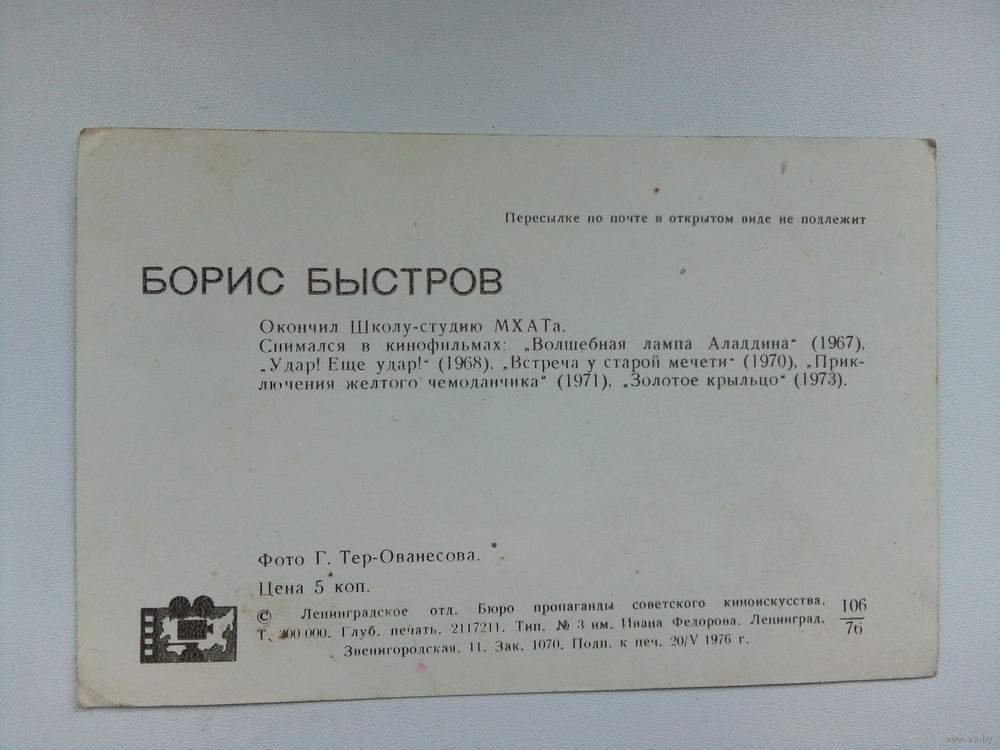 Пересылке по почте в открытом виде не подлежит
БОРИС БЫСТРОВ
Окончил Школу-студию МХАТа.
Снимался в кинофильмах: „Волшебная лампа Аладдина“ (1967),
„Удар! Еще удар!“ (1968), „Встреча у старой мечети“ (1970), „Прик-
лючения желтого чемоданчика“ (1971), „Золотое крыльцо“ (1973).
Фото Г. Тер-Ованесова.
Цена 5 коп.
© Ленинградское отд. Бюро пропаганды советского киноискусства.
Т. 300 000. Глуб. печать. 2117211. Тип. № 3 им. Ивана Федорова. Ленинград.
Звенигородская, 11. Зак. 1070. Подп. к печ. 20/V 1976 г.
106
76
www.ay.by